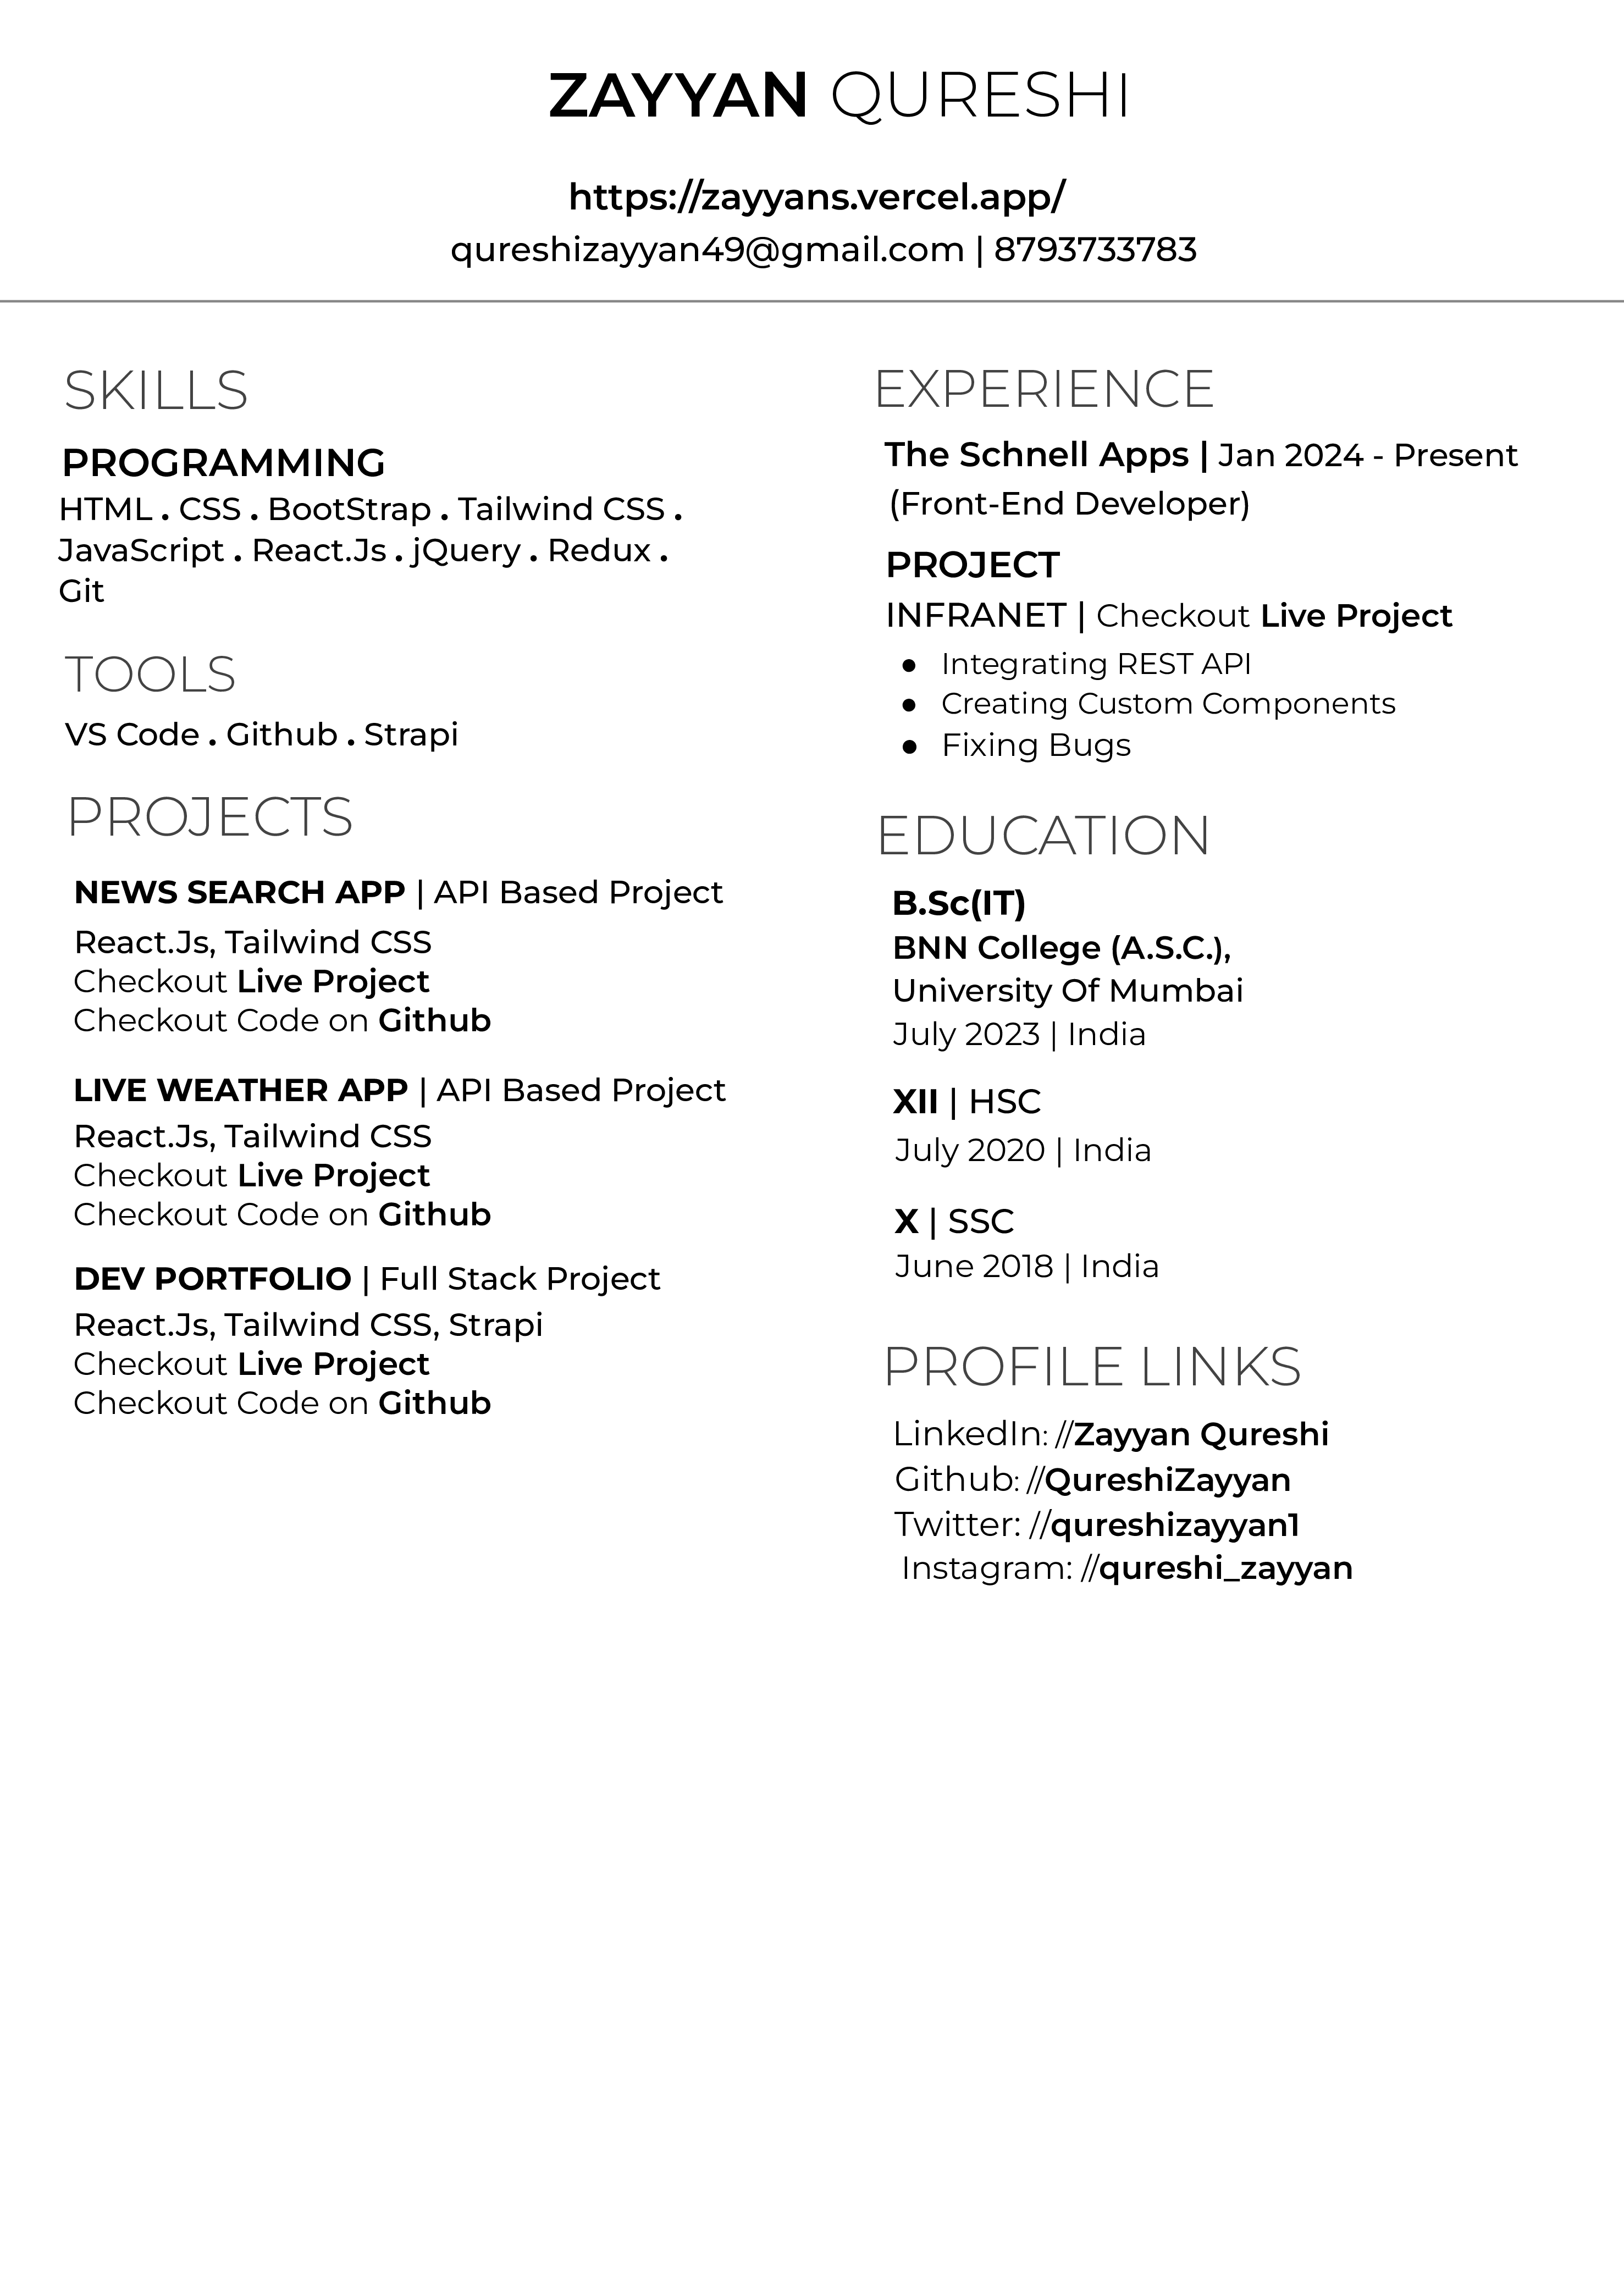 ZAYYAN QURESHI
https://zayyans.vercel.app/
qureshizayyan49@gmail.com | 8793733783
SKILLS
PROGRAMMING
HTML . CSS . BootStrap . Tailwind CSS .
JavaScript . React.Js . jQuery . Redux .
Git
TOOLS
VS Code . Github . Strapi
PROJECTS
NEWS SEARCH APP | API Based Project
React.Js, Tailwind CSS
Checkout Live Project
Checkout Code on Github
LIVE WEATHER APP | API Based Project
React.Js, Tailwind CSS
Checkout Live Project
Checkout Code on Github
DEV PORTFOLIO | Full Stack Project
React.Js, Tailwind CSS, Strapi
Checkout Live Project
Checkout Code on Github
EXPERIENCE
The Schnell Apps | Jan 2024 - Present
(Front-End Developer)
PROJECT
INFRANET | Checkout Live Project
● Integrating REST API
● Creating Custom Components
● Fixing Bugs
EDUCATION
B.Sc(IT)
BNN College (A.S.C.),
University Of Mumbai
July 2023 | India
XII | HSC
July 2020 | India
X | SSC
June 2018 | India
PROFILE LINKS
LinkedIn: //Zayyan Qureshi
Github: //QureshiZayyan
Twitter: //qureshizayyan1
Instagram: //qureshi_zayyan